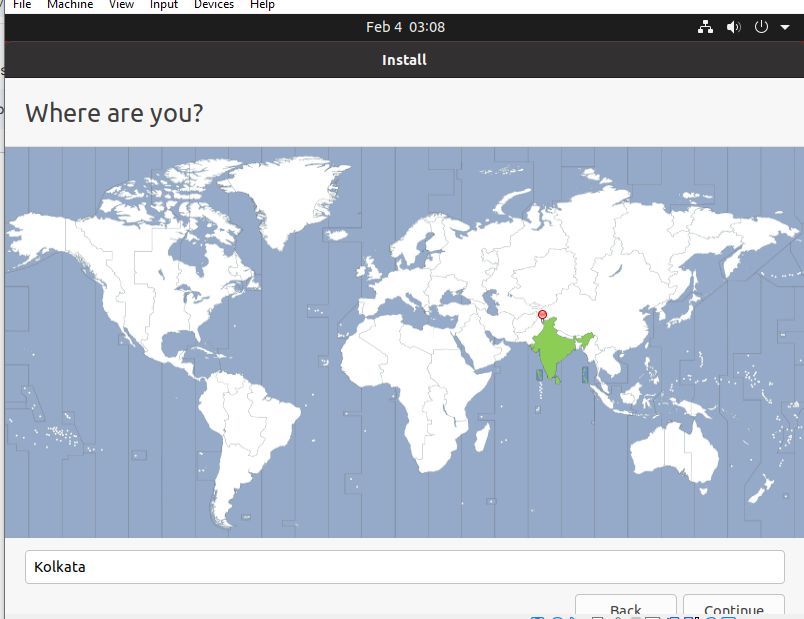 File Machine View Input Devices Help
Feb 4 03:08
Install
Where are you?
Kolkata
Back Continue